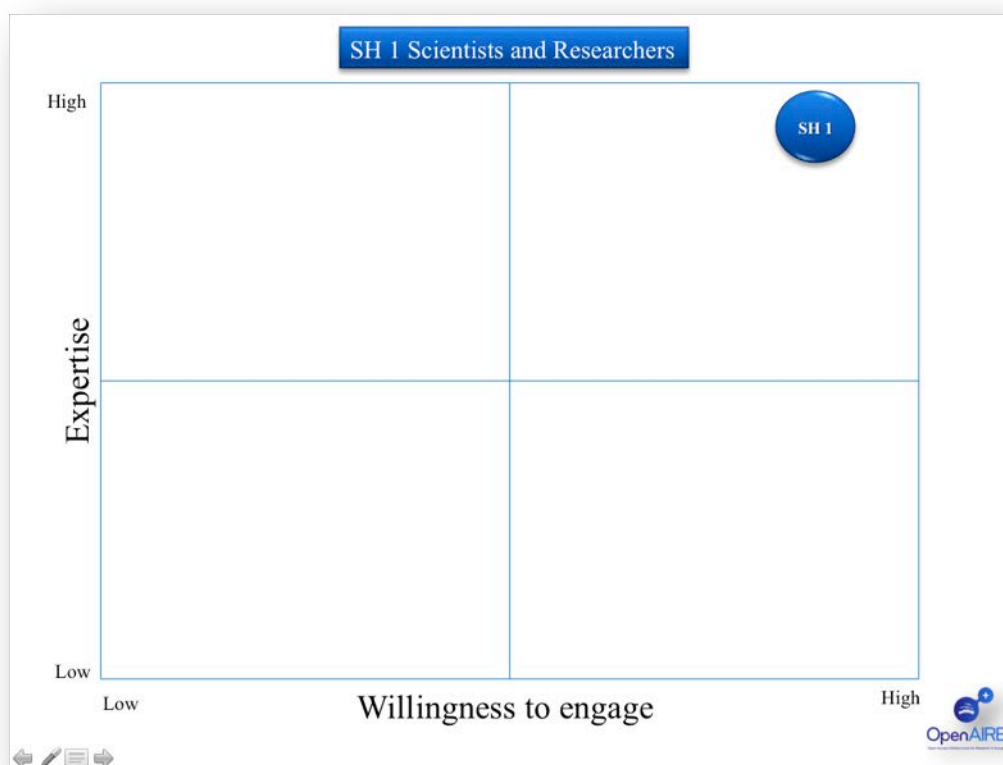 SH 1 Scientists and Researchers
High
SH 1
Expertise
Low
Low
Willingness to engage
High
OpenAIRE